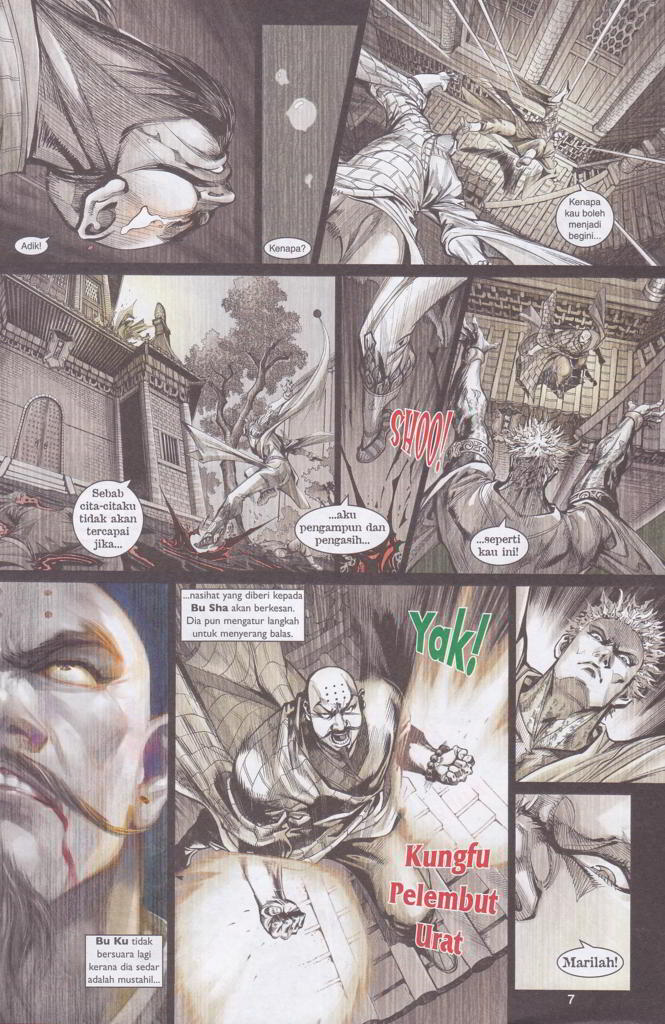 Adik!
Kenapa?
Kenapa
kau boleh
menjadi
begini...
Sebab
cita-citaku
tidak akan
tercapai
jika...
...aku
pengampun dan
pengasih...
SHOO!
...seperti
kau ini!
Bu Ku tidak
bersuara lagi
kerana dia sedar
adalah mustahil...
...nasihat yang diberi kepada
Bu Sha akan berkesan.
Dia pun mengatur langkah
untuk menyerang balas.
Yak!
Kungfu
Pelembut
Urat
Marilah!
7